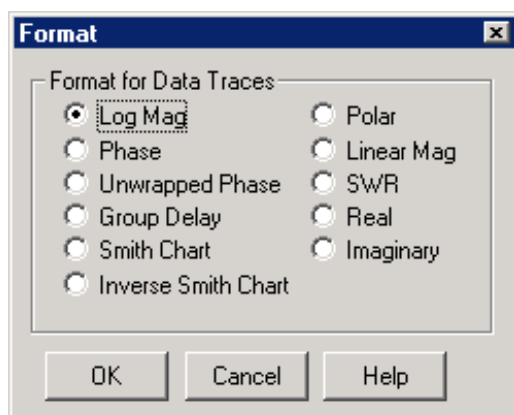 Format
Format for Data Traces
Log Mag
Phase
Unwrapped Phase
Group Delay
Smith Chart
Inverse Smith Chart
Polar
Linear Mag
SWR
Real
Imaginary
OK
Cancel
Help